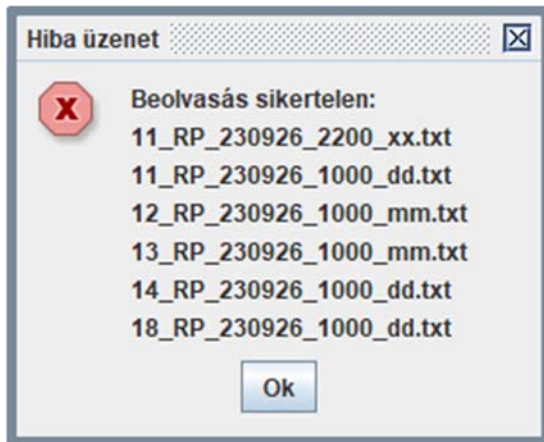 Hiba üzenet
Beolvasás sikertelen:
11_RP_230926_2200_xx.txt
11_RP_230926_1000_dd.txt
12_RP_230926_1000_mm.txt
13_RP_230926_1000_mm.txt
14_RP_230926_1000_dd.txt
18_RP_230926_1000_dd.txt
Ok